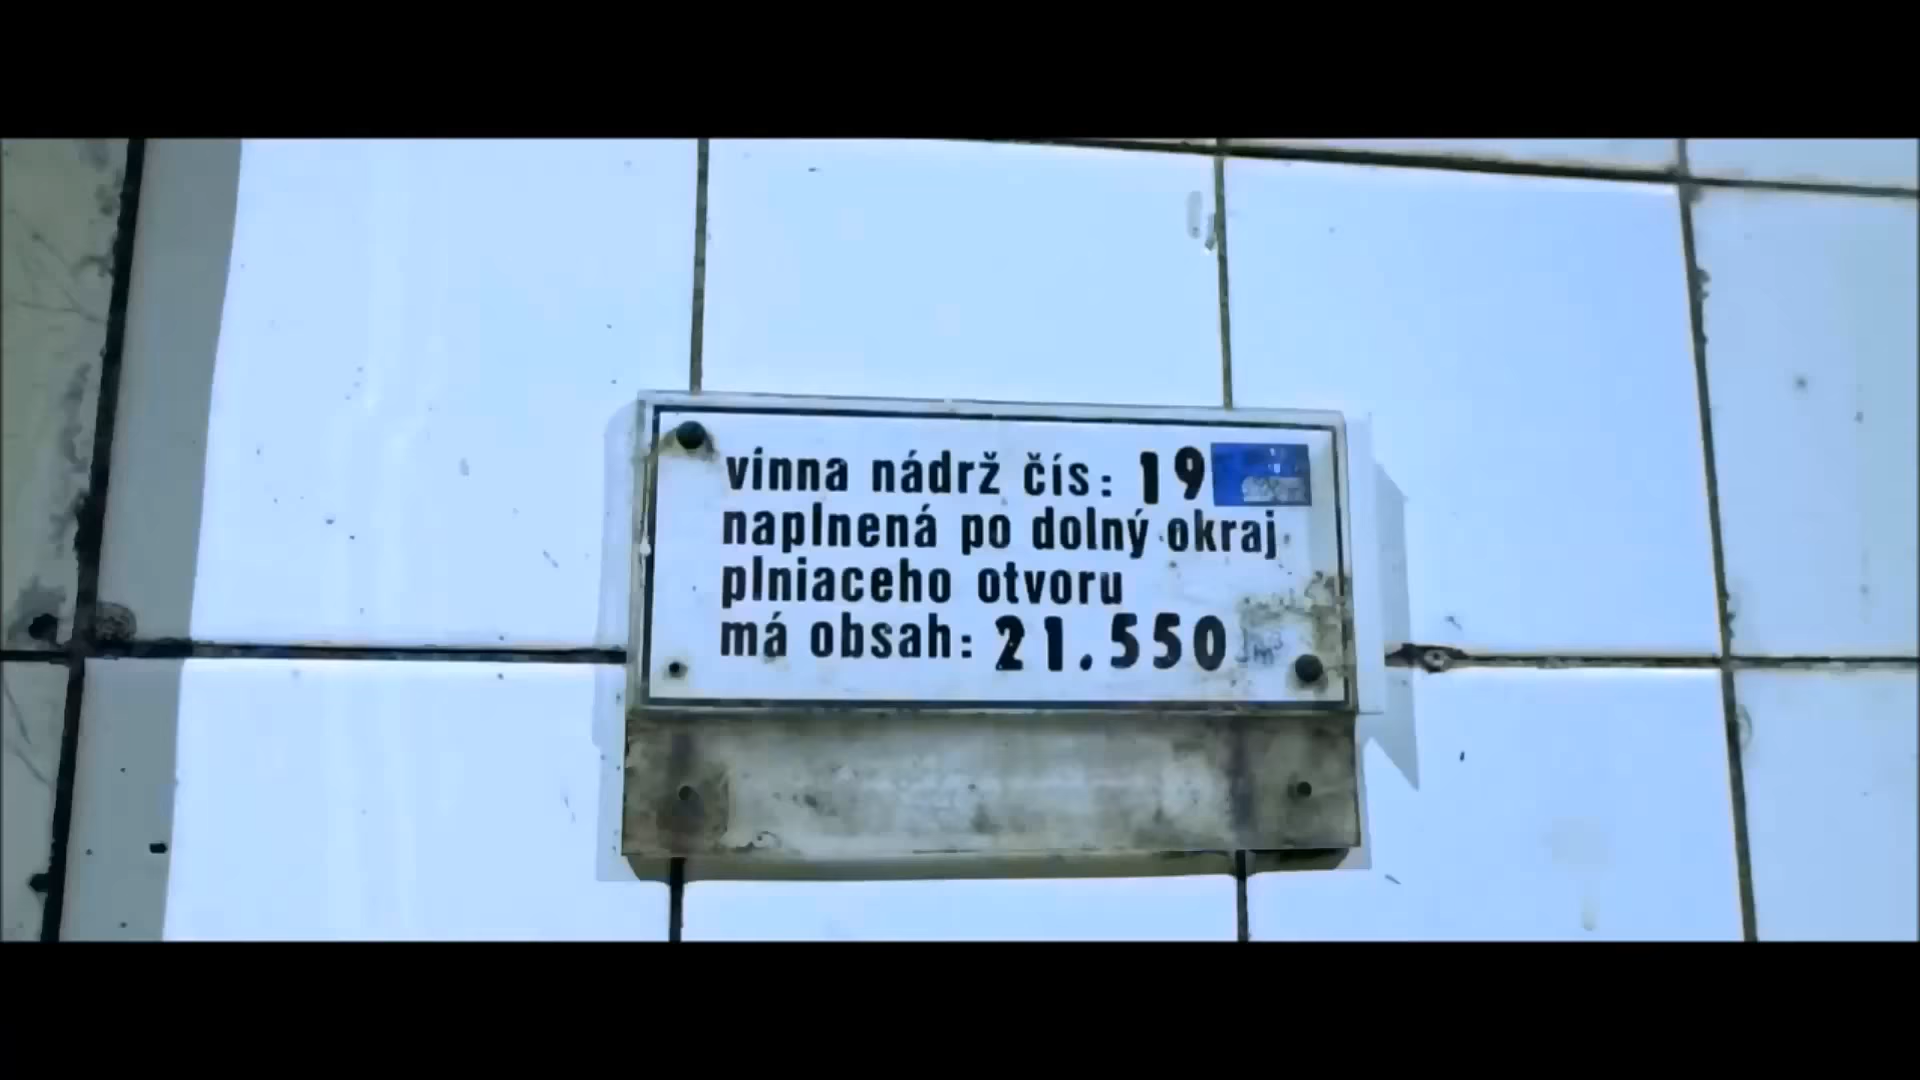 vinna nádrž čís: 19
naplnená po dolný okraj
plniaceho otvoru
má obsah: 21.550